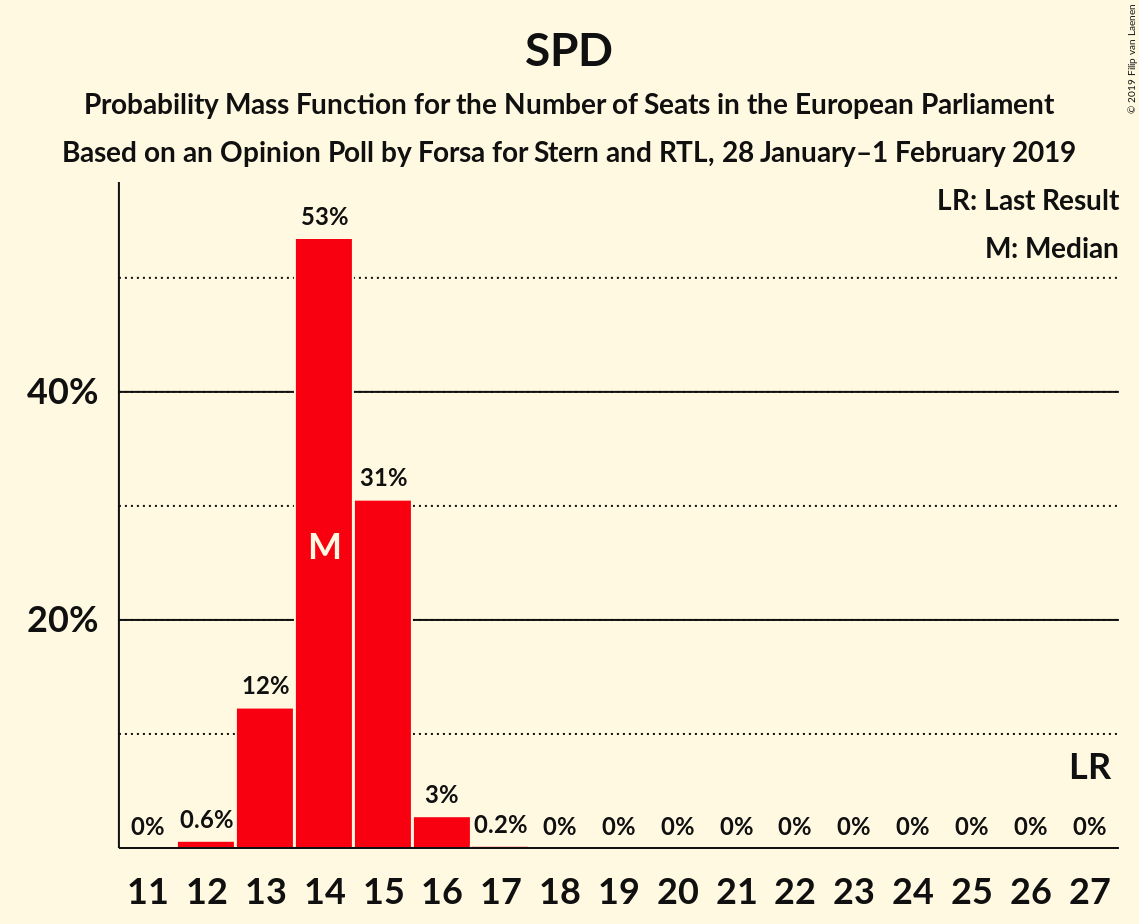 SPD
Probability Mass Function for the Number of Seats in the European Parliament
Based on an Opinion Poll by Forsa for Stern and RTL, 28 January–1 February 2019
© 2019 Filip van Laenen
LR: Last Result
M: Median
53%
40%
31%
M
20%
12%
LR
3%
0% 0.6% 0.2% 0% 0% 0% 0% 0% 0% 0% 0% 0% 0%
11 12 13 14 15 16 17 18 19 20 21 22 23 24 25 26 27